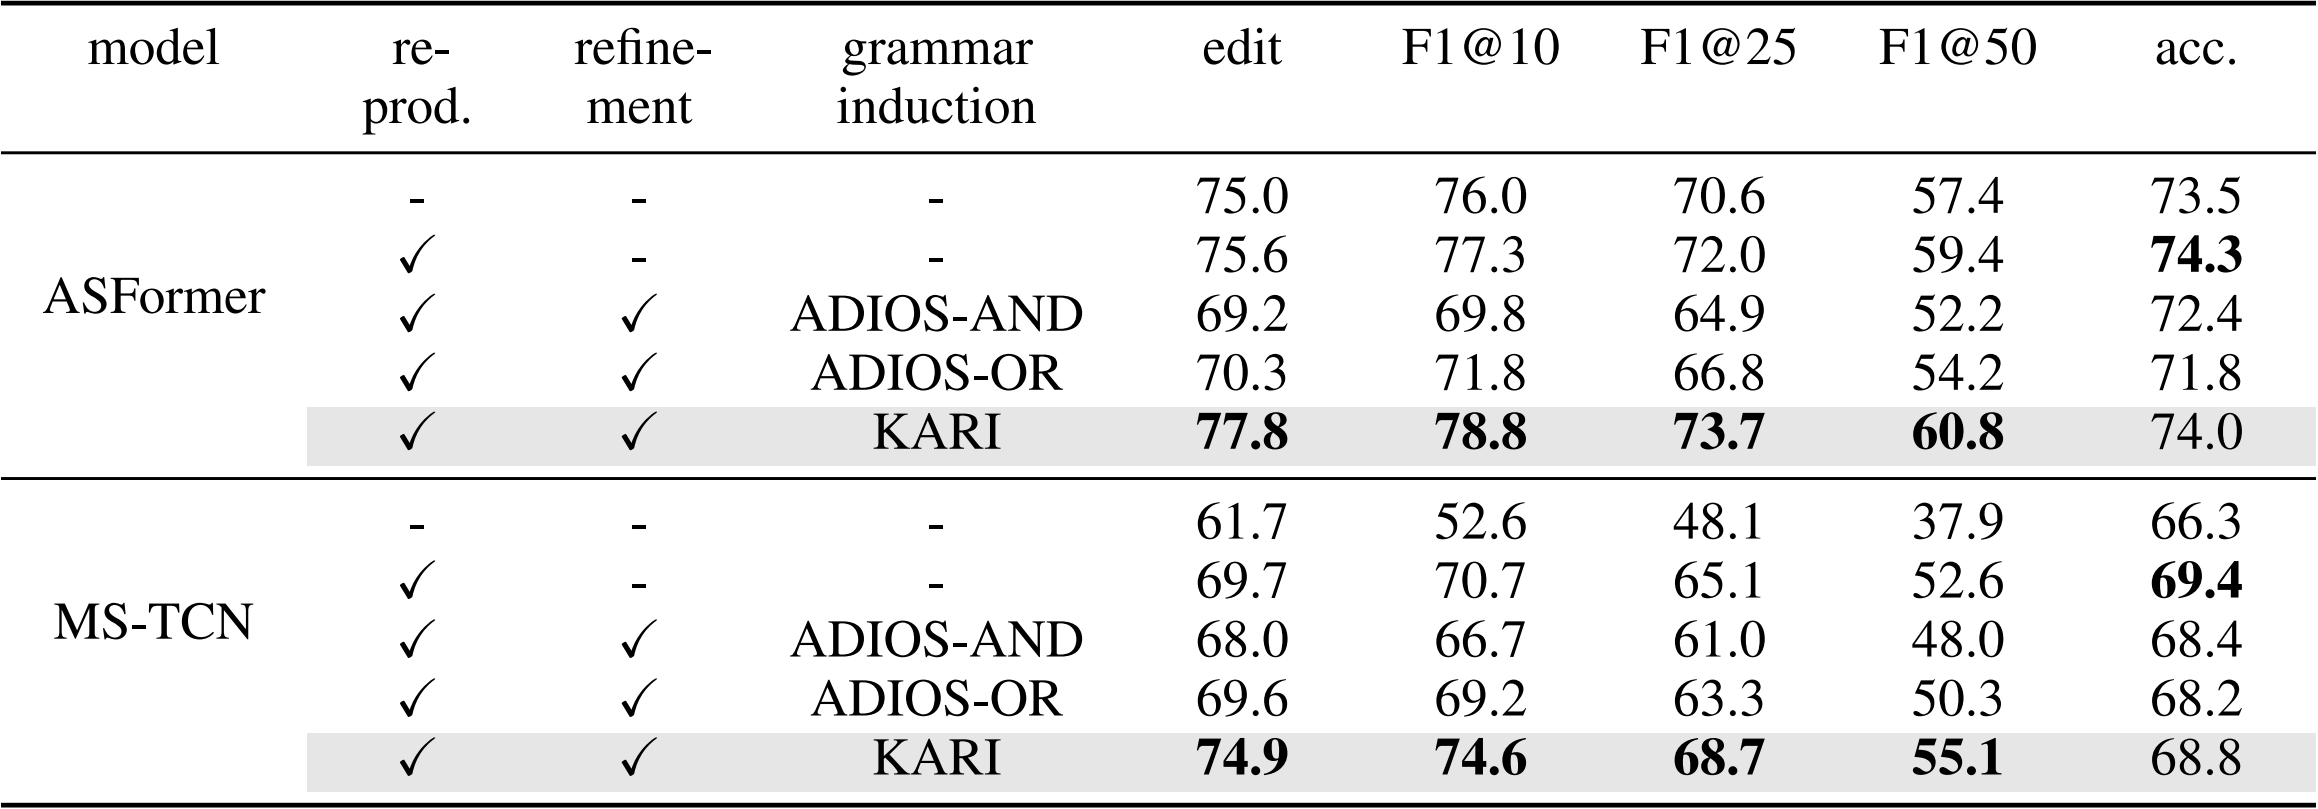 model re- refine- grammar edit F1@10 F1@25 F1@50 acc.
prod. ment induction
- - - 75.0 76.0 70.6 57.4 73.5
✓ - - 75.6 77.3 72.0 59.4 74.3
ASFormer
✓ ✓ ADIOS-AND 69.2 69.8 64.9 52.2 72.4
✓ ✓ ADIOS-OR 70.3 71.8 66.8 54.2 71.8
✓ ✓ KARI 77.8 78.8 73.7 60.8 74.0
- - - 61.7 52.6 48.1 37.9 66.3
✓ - - 69.7 70.7 65.1 52.6 69.4
MS-TCN
✓ ✓ ADIOS-AND 68.0 66.7 61.0 48.0 68.4
✓ ✓ ADIOS-OR 69.6 69.2 63.3 50.3 68.2
✓ ✓ KARI 74.9 74.6 68.7 55.1 68.8